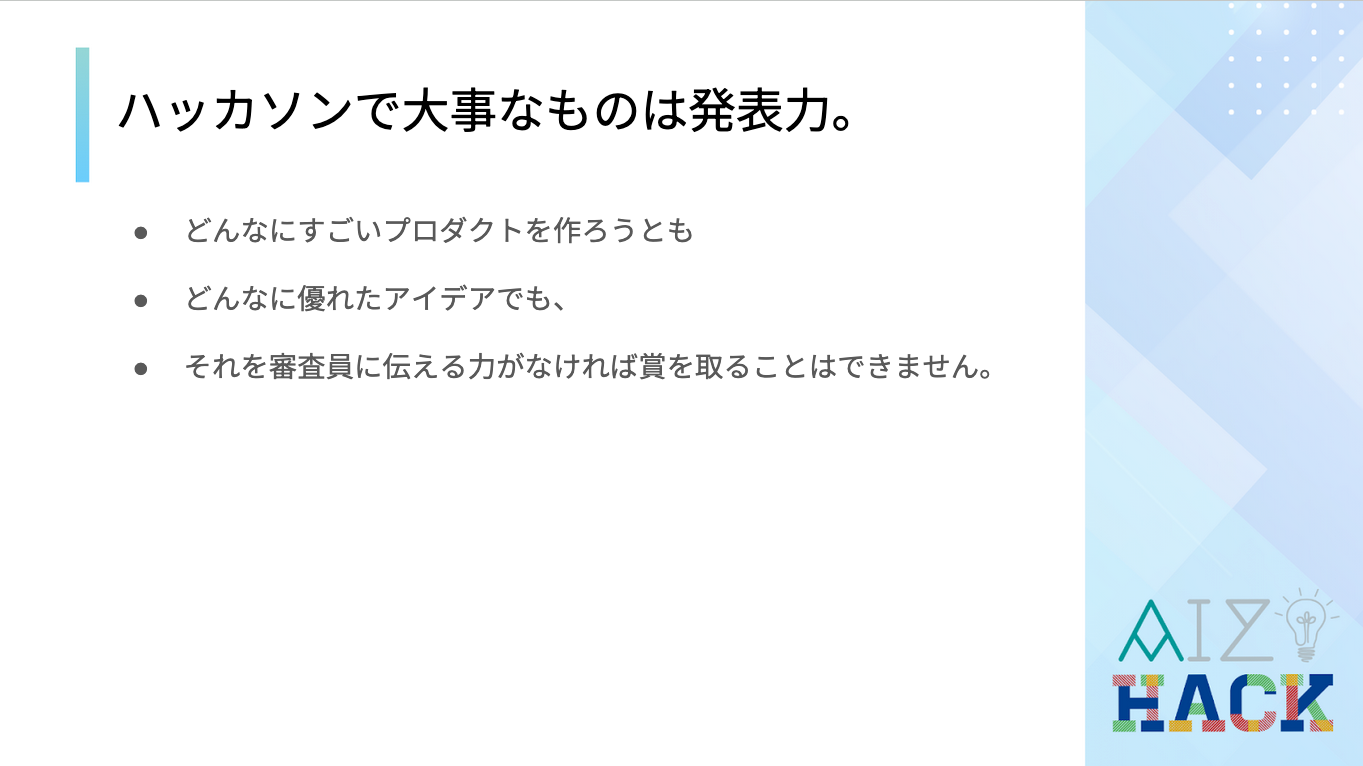 ハッカソンで大事なものは発表力。
● どんなにすごいプロダクトを作ろうとも
● どんなに優れたアイデアでも、
● それを審査員に伝える力がなければ賞を取ることはできません。
AIZ
HACK